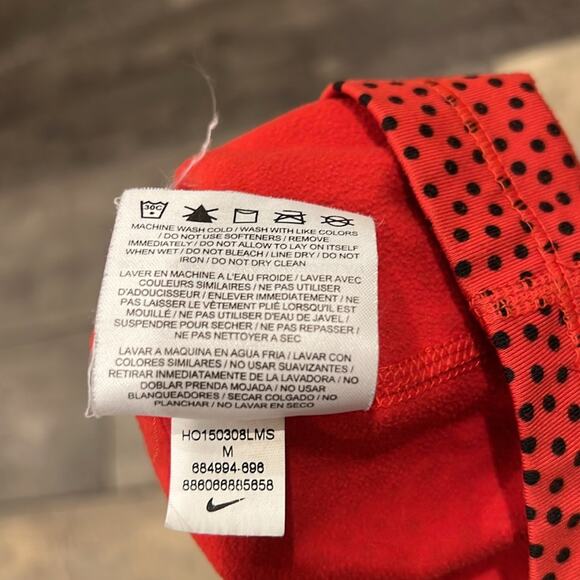 30C
MACHINE WASH COLD / WASH WITH LIKE COLORS
/ DO NOT USE SOFTENERS / REMOVE
IMMEDIATELY / DO NOT ALLOW TO LAY ON ITSELF
WHEN WET / DO NOT BLEACH / LINE DRY / DO NOT
IRON / DO NOT DRY CLEAN
LAVER EN MACHINE A L'EAU FROIDE / LAVER AVEC
COULEURS SIMILAIRES / NE PAS UTILISER
D'ADOUCISSEUR / ENLEVER IMMEDIATEMENT / NE
PAS LAISSER LE VÊTEMENT PLIÉ LORSQU'IL EST
MOUILLÉ / NE PAS UTILISER D'EAU DE JAVEL /
SUSPENDRE POUR SECHER / NE PAS REPASSER /
NE PAS NETTOYER A SEC
LAVAR A MAQUINA EN AGUA FRIA / LAVAR CON
COLORES SIMILARES / NO USAR SUAVIZANTES /
RETIRAR INMEDIATAMENTE DE LA LAVADORA / NO
DOBLAR PRENDA MOJADA / NO USAR
BLANQUEADORES / SECAR COLGADO / NO
PLANCHAR / NO LAVAR EN SECO
HO150308LMS
M
684994-696
886066885658